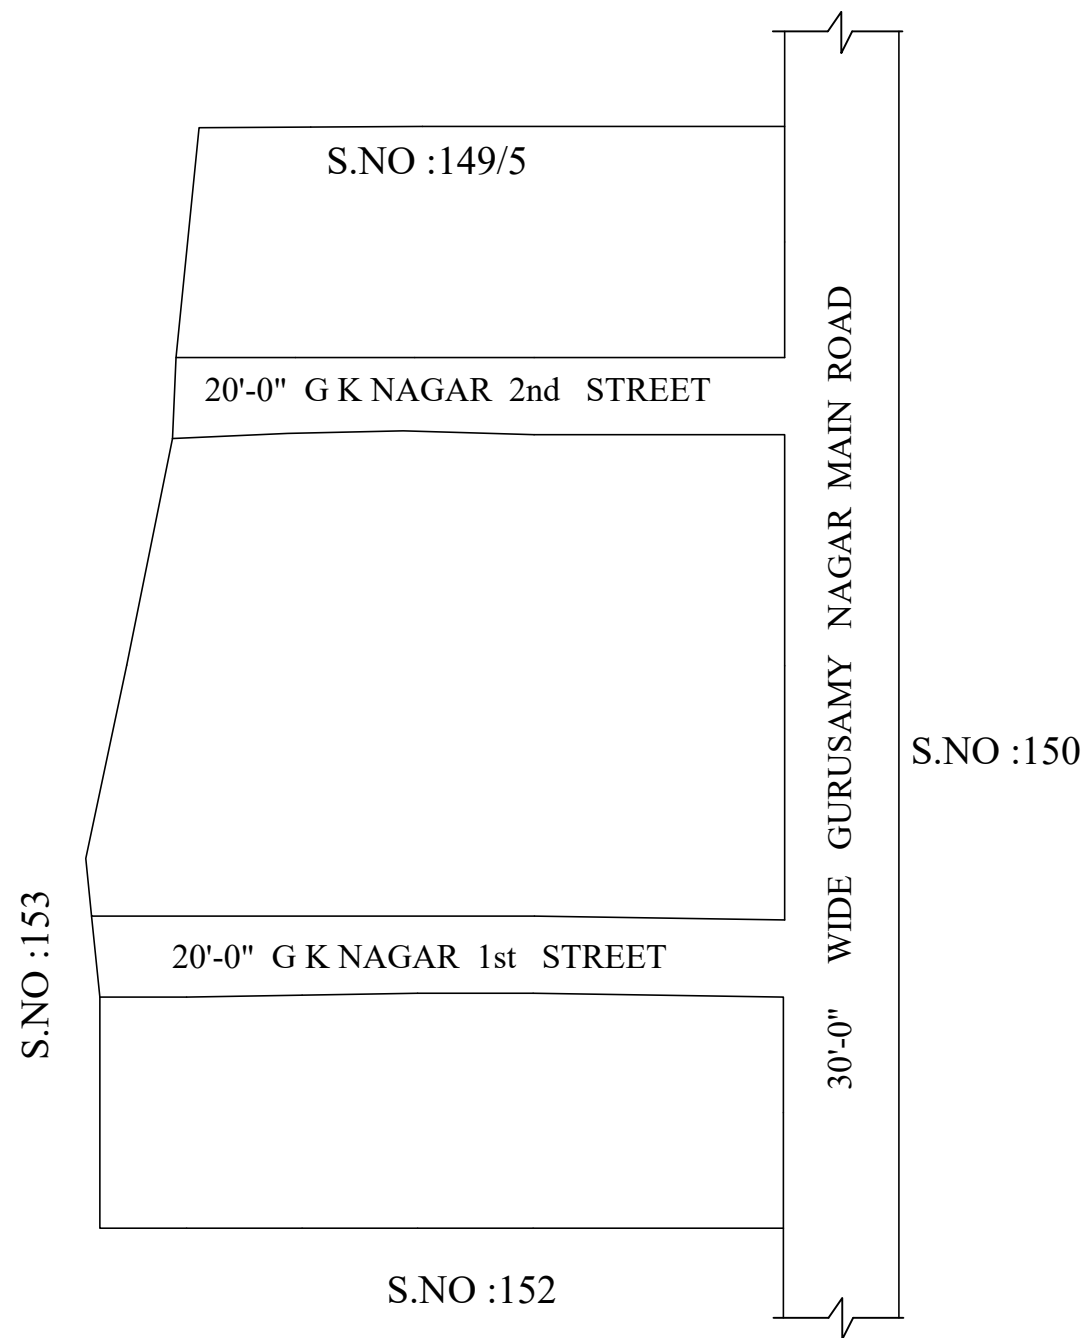 S.NO :149/5
20'-0" G K NAGAR 2nd STREET
30'-0" WIDE GURUSAMY NAGAR MAIN ROAD
S.NO :150
S.NO :153
20'-0" G K NAGAR 1st STREET
S.NO :152